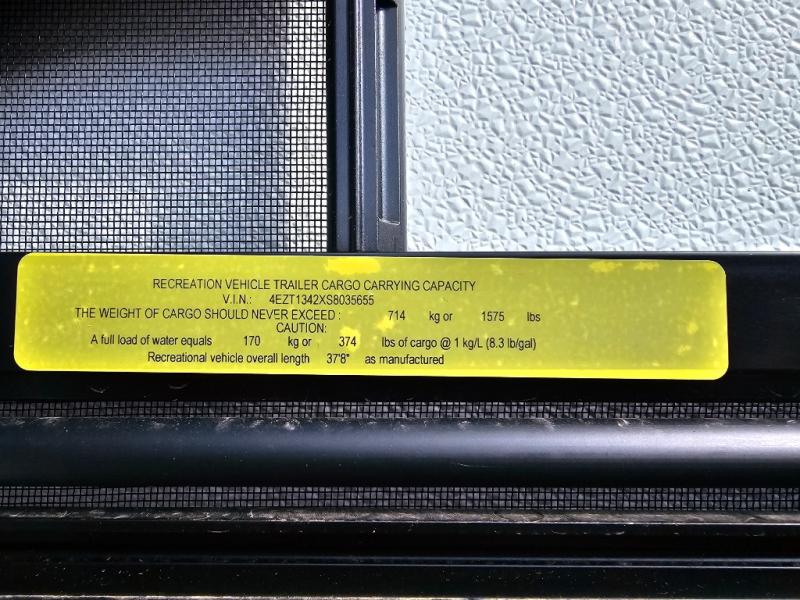 RECREATION VEHICLE TRAILER CARGO CARRYING CAPACITY
V.I.N.: 4EZT1342XS8035655
THE WEIGHT OF CARGO SHOULD NEVER EXCEED : 714 kg or 1575 lbs
CAUTION:
A full load of water equals 170 kg or 374 lbs of cargo @ 1 kg/L (8.3 lb/gal)
Recreational vehicle overall length 37'8" as manufactured